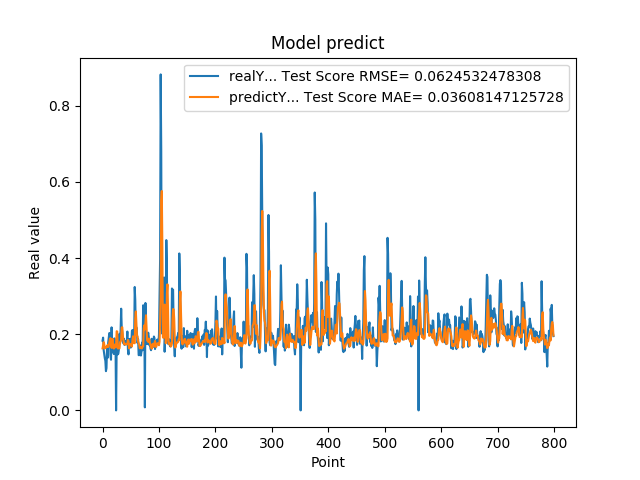 Model predict
realY... Test Score RMSE= 0.0624532478308
predictY... Test Score MAE= 0.03608147125728
0.8
0.6
0.4
0.2
0.0
Real value
0 100 200 300 400 500 600 700 800
Point